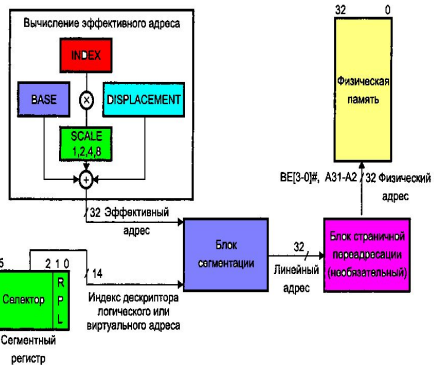 Вычисление эффективного адреса
INDEX
BASE
×
DISPLACEMENT
SCALE
1,2,4,8
+
32 Эффективный
адрес
32 0
Физическая
память
BE[3-0]#, A31-A2
32 Физический
адрес
Блок
сегментации
32
Линейный
адрес
Блок страничной
переадресации
(необязательный)
5 2 1 0
Селектор
R
P
L
14
Индекс дескриптора
логического или
виртуального адреса
Сегментный
регистр